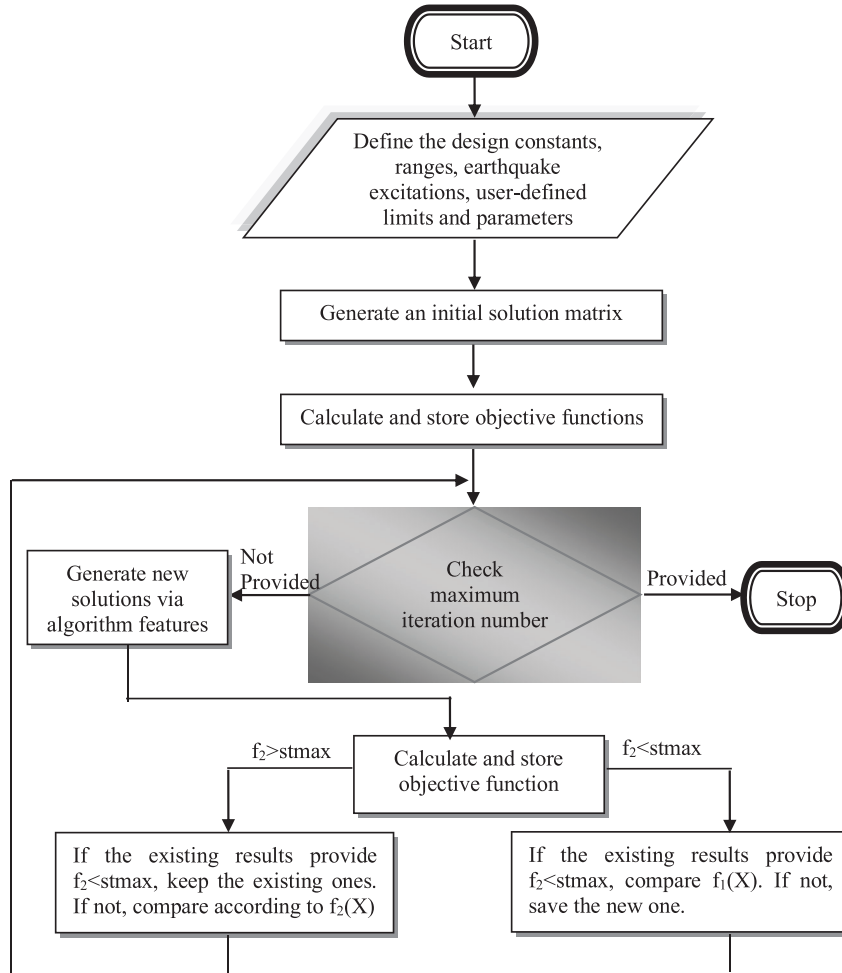 Start
Define the design constants,
ranges, earthquake
excitations, user-defined
limits and parameters
Generate an initial solution matrix
Calculate and store objective functions
Not
Provided
Check
maximum
iteration number
Provided
Stop
Generate new
solutions via
algorithm features
f₂>stmax
Calculate and store
objective function
f₂<stmax
If the existing results provide
f₂<stmax, keep the existing ones.
If not, compare according to f₂(X)
If the existing results provide
f₂<stmax, compare f₁(X). If not,
save the new one.